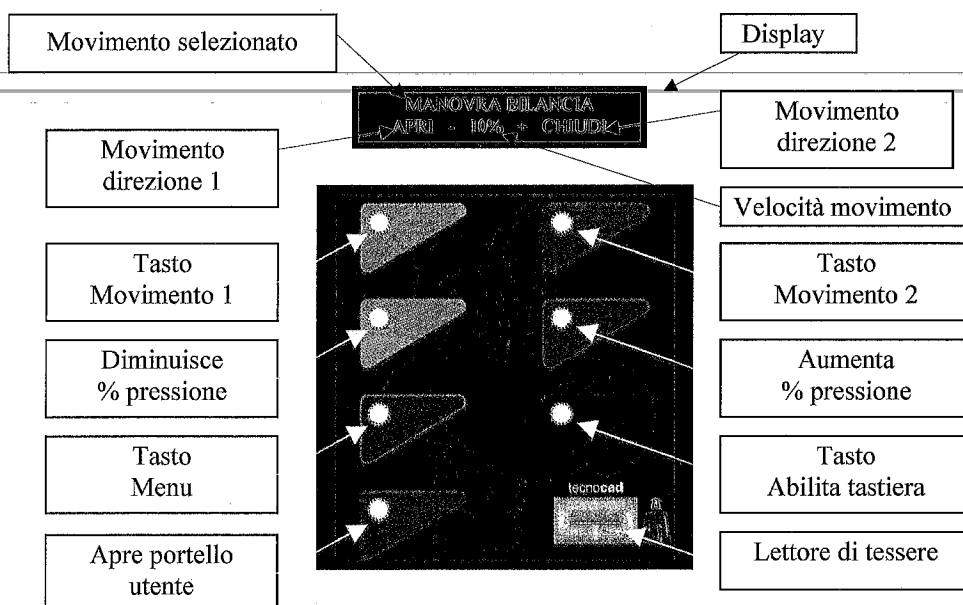 Movimento selezionato
Display
MANOVRA BILANCIA
APRI - 10% + CHIUDI
Movimento
direzione 1
Movimento
direzione 2
Velocità movimento
Tasto
Movimento 1
Tasto
Movimento 2
Diminuisce
% pressione
Aumenta
% pressione
Tasto
Menu
Tasto
Abilita tastiera
tecnocad
Apre portello
utente
Lettore di tessere